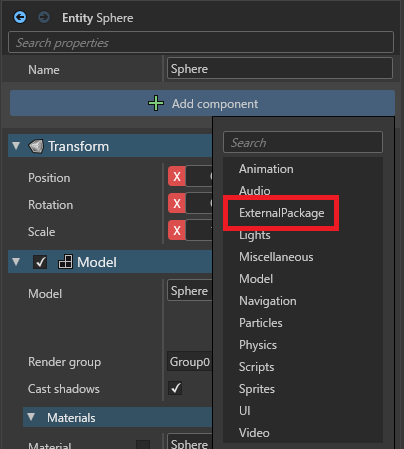 Entity Sphere
Search properties
Name Sphere
Add component
Search
Animation
Audio
ExternalPackage
Lights
Miscellaneous
Model
Navigation
Particles
Physics
Scripts
Sprites
UI
Video
Transform
Position X
Rotation X
Scale X
Model
Model Sphere
Render group Group0
Cast shadows
Materials
Material Sphere